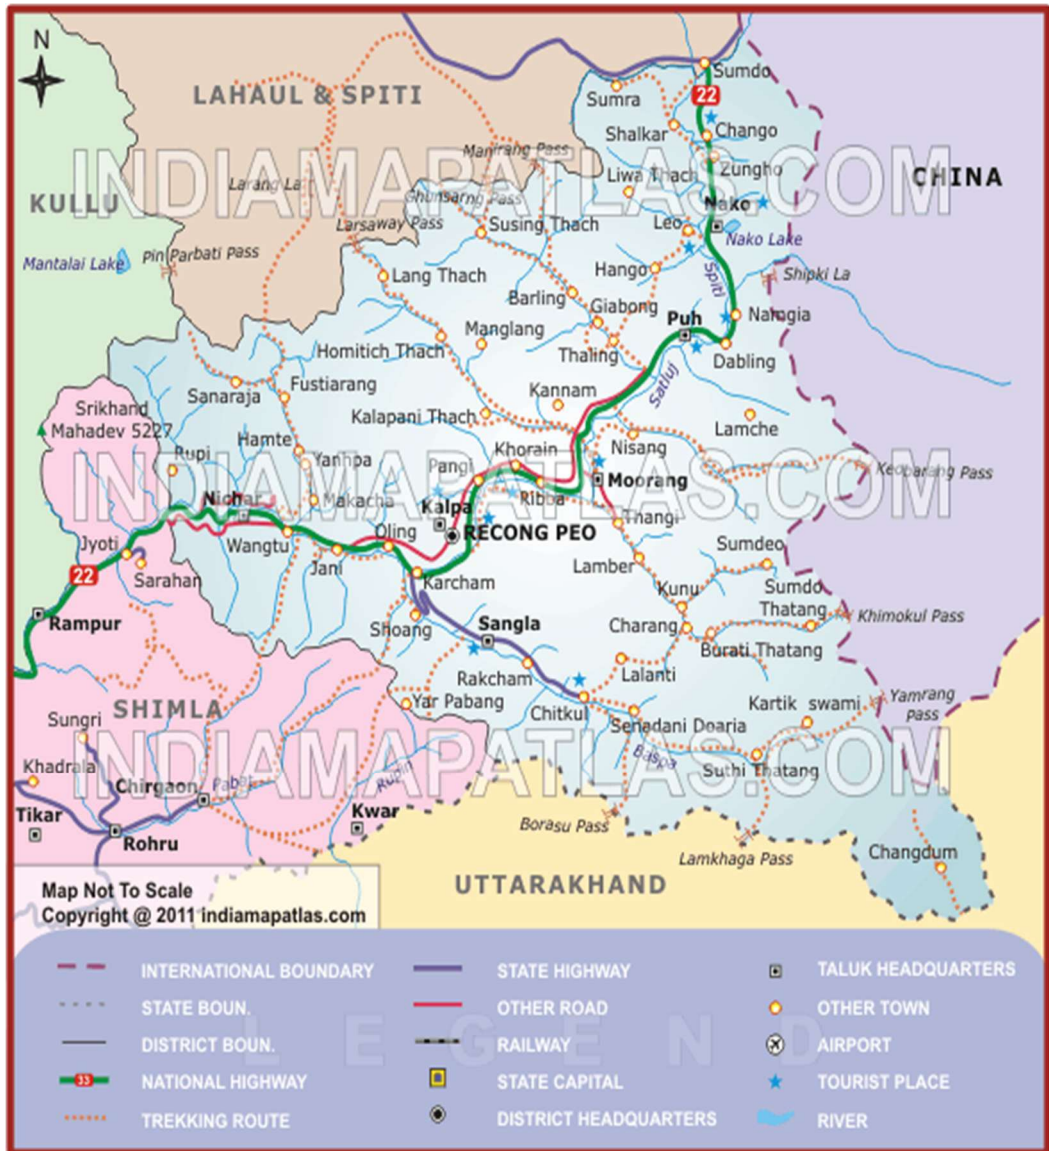 N
LAHAUL & SPITI
Sumdo
22
Sumra
Shalkar
Chango
Manirang Pass
Zungho
Liwa Thach
INDIAMAPATLAS.COM
CHINA
Larang La
KULLU
Ghunsarng Pass
Nako
Larsaway Pass
Susing Thach
Leo
Nako Lake
Pin Parbati Pass
Mantalai Lake
Hango
Spiti
Shipki La
Lang Thach
Barling
Giabong
Puh
Namgia
Manglang
Homitich Thach
Thaling
Dabling
Sanaraja
Fustiarang
Kannam
Satluj
Srikhand
Mahadev 5227
Kalapani Thach
Lamche
Hamte
Nisang
Rupi
Yanhpa
Pangi
Khorain
Keobarang Pass
INDIAMAPATLAS.COM
Moorang
Nichar
Makacha
Kalpa
Ribba
Thangi
Wangtu
Oling
RECONG PEO
Jyoti
Jani
Sumdeo
Sarahan
Lamber
22
Karcham
Kunu
Sumdo
Thatang
Rampur
Shoang
Sangla
Charang
Khimokul Pass
Burati Thatang
Rakcham
Lalanti
Yar Pabang
Kartik swami
Yamrang
Pass
SHIMLA
Chitkul
Senadani Doaria
Sungri
INDIAMAPATLAS.COM
Baspa
Suthi Thatang
Khadrala
Chirgaon
Pabar
Rupin
Tikar
Kwar
Borasu Pass
Rohru
Lamkhaga Pass
Changdum
UTTARAKHAND
Map Not To Scale
Copyright @ 2011 indiamapatlas.com
LEGEND
INTERNATIONAL BOUNDARY
STATE BOUN.
DISTRICT BOUN.
33 NATIONAL HIGHWAY
TREKKING ROUTE
STATE HIGHWAY
OTHER ROAD
RAILWAY
STATE CAPITAL
DISTRICT HEADQUARTERS
TALUK HEADQUARTERS
OTHER TOWN
AIRPORT
TOURIST PLACE
RIVER